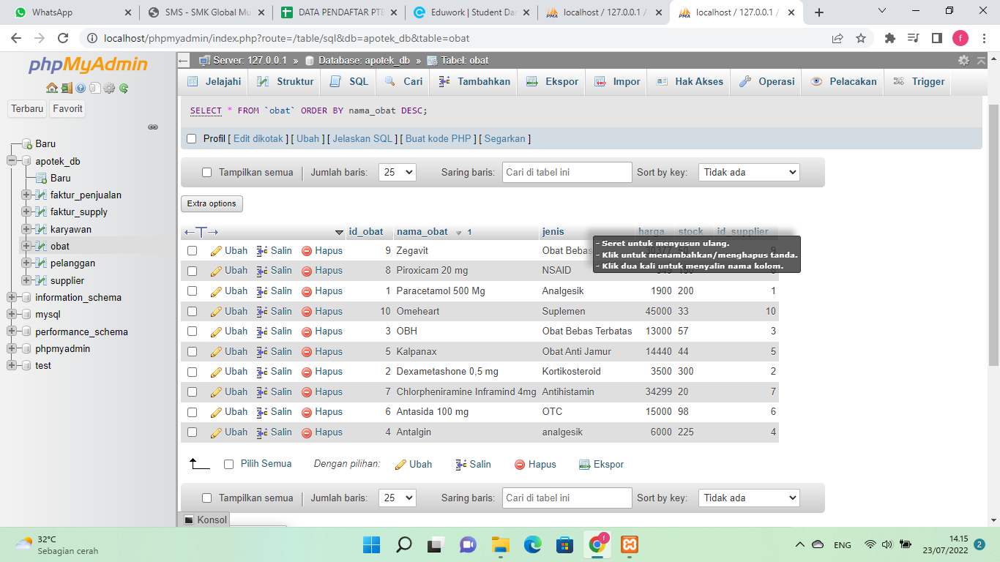 WhatsApp
SMS - SMK Global Mu
DATA PENDAFTAR PTE
Eduwork | Student Das
localhost / 127.0.0.1 /
localhost / 127.0.0.1 /
localhost/phpmyadmin/index.php?route=/table/sql&db=apotek_db&table=obat
f
phpMyAdmin
Terbaru Favorit
Baru
apotek_db
Baru
faktur_penjualan
faktur_supply
karyawan
obat
pelanggan
supplier
information_schema
mysql
performance_schema
phpmyadmin
test
Server: 127.0.0.1 » Database: apotek_db » Tabel: obat
Jelajahi Struktur SQL Cari Tambahkan Ekspor Impor Hak Akses Operasi Pelacakan Trigger
SELECT * FROM `obat` ORDER BY nama_obat DESC;
Profil [ Edit dikotak ] [ Ubah ] [ Jelaskan SQL ] [ Buat kode PHP ] [ Segarkan ]
Tampilkan semua | Jumlah baris: 25 Saring baris: Cari di tabel ini Sort by key: Tidak ada
Extra options
←T→ id_obat nama_obat 1 jenis harga stock id_supplier
- Seret untuk menyusun ulang.
- Klik untuk menambahkan/menghapus tanda.
- Klik dua kali untuk menyalin nama kolom.
Ubah Salin Hapus 9 Zegavit Obat Bebas 30377 50 9
Ubah Salin Hapus 8 Piroxicam 20 mg NSAID
Ubah Salin Hapus 1 Paracetamol 500 Mg Analgesik 1900 200 1
Ubah Salin Hapus 10 Omeheart Suplemen 45000 33 10
Ubah Salin Hapus 3 OBH Obat Bebas Terbatas 13000 57 3
Ubah Salin Hapus 5 Kalpanax Obat Anti Jamur 14440 44 5
Ubah Salin Hapus 2 Dexametashone 0,5 mg Kortikosteroid 3500 300 2
Ubah Salin Hapus 7 Chlorpheniramine Inframind 4mg Antihistamin 34299 20 7
Ubah Salin Hapus 6 Antasida 100 mg OTC 15000 98 6
Ubah Salin Hapus 4 Antalgin analgesik 6000 225 4
Pilih Semua Dengan pilihan: Ubah Salin Hapus Ekspor
Tampilkan semua | Jumlah baris: 25 Saring baris: Cari di tabel ini Sort by key: Tidak ada
Konsol
32°C
Sebagian cerah
f
ENG
14.15
23/07/2022
2